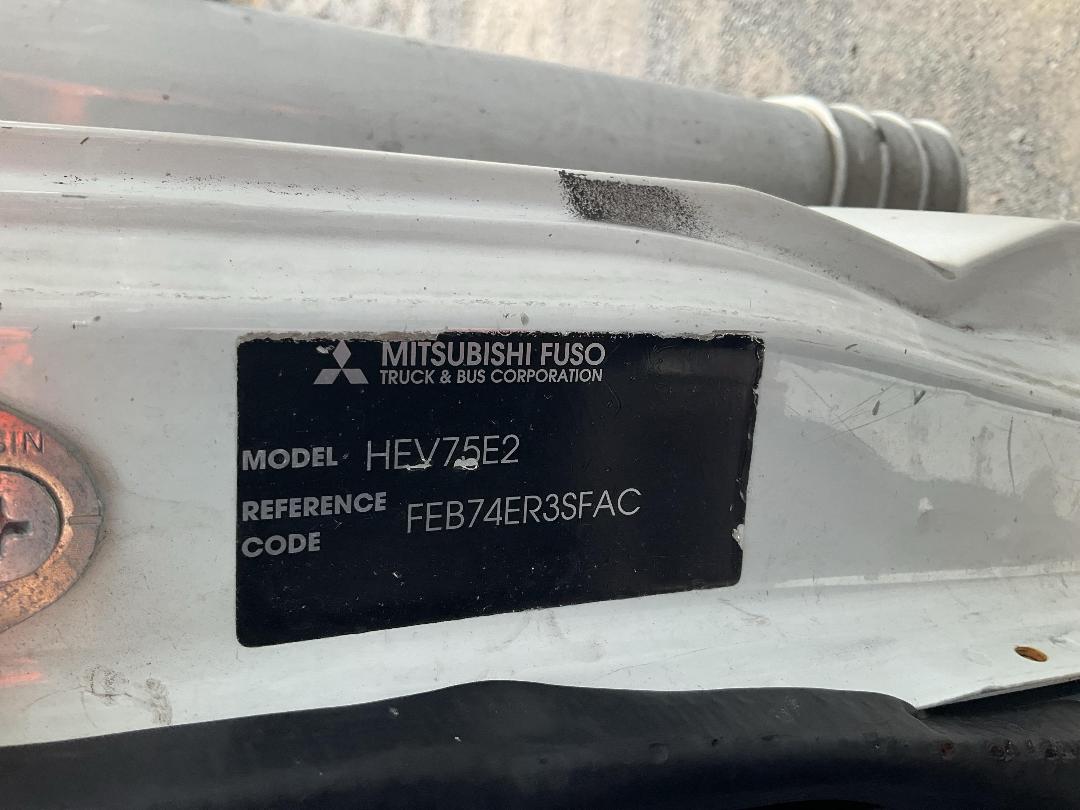 MITSUBISHI FUSO
TRUCK & BUS CORPORATION
MODEL HEV75E2
REFERENCE CODE FEB74ER3SFAC